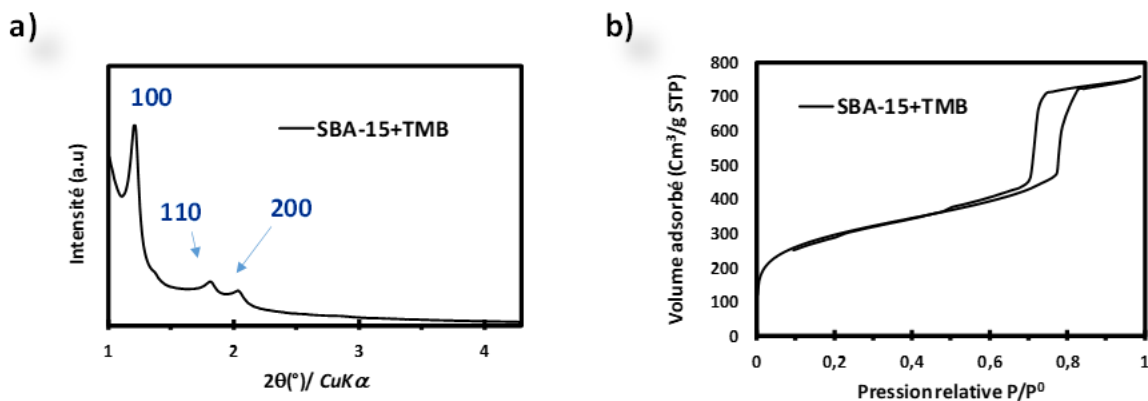 a)
100
110
200
SBA-15+TMB
Intensité (a.u)
1
2
3
4
2θ(°)/ CuKα
b)
SBA-15+TMB
Volume adsorbé (Cm³/g STP)
800
700
600
500
400
300
200
100
0
0
0,2
0,4
0,6
0,8
1
Pression relative P/P⁰